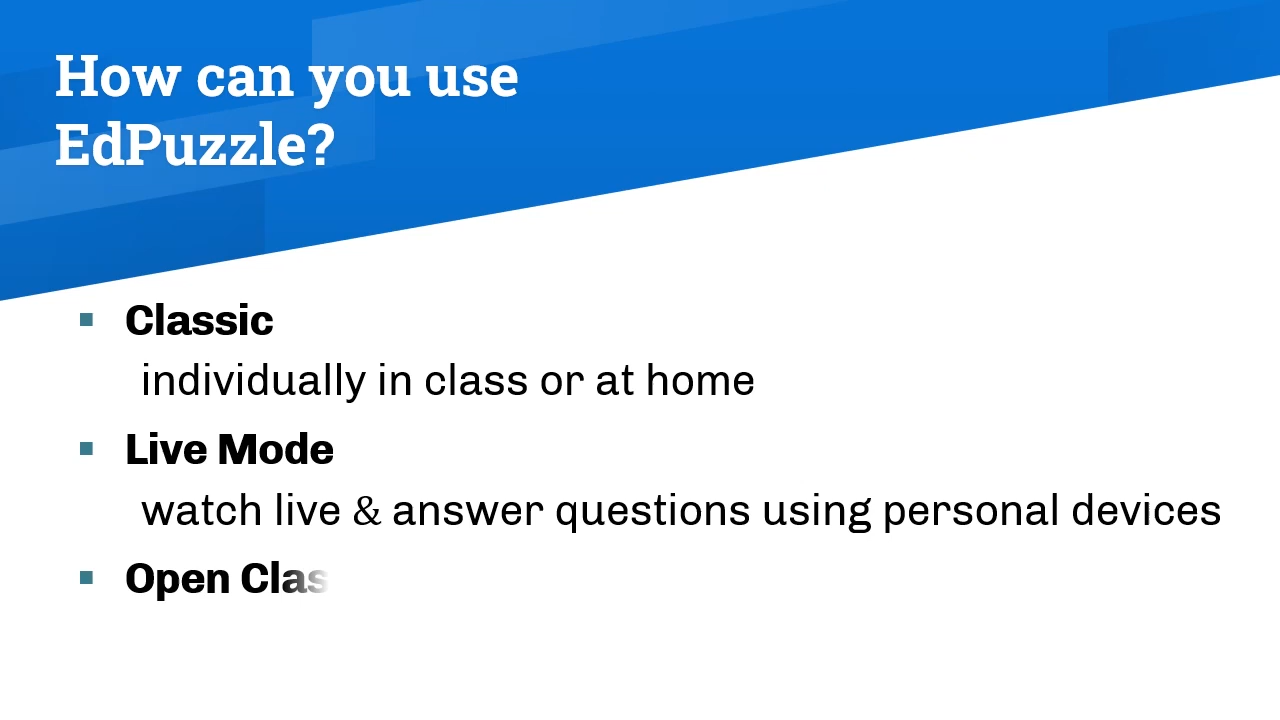 How can you use
EdPuzzle?
▪ Classic
individually in class or at home
▪ Live Mode
watch live & answer questions using personal devices
▪ Open Clas